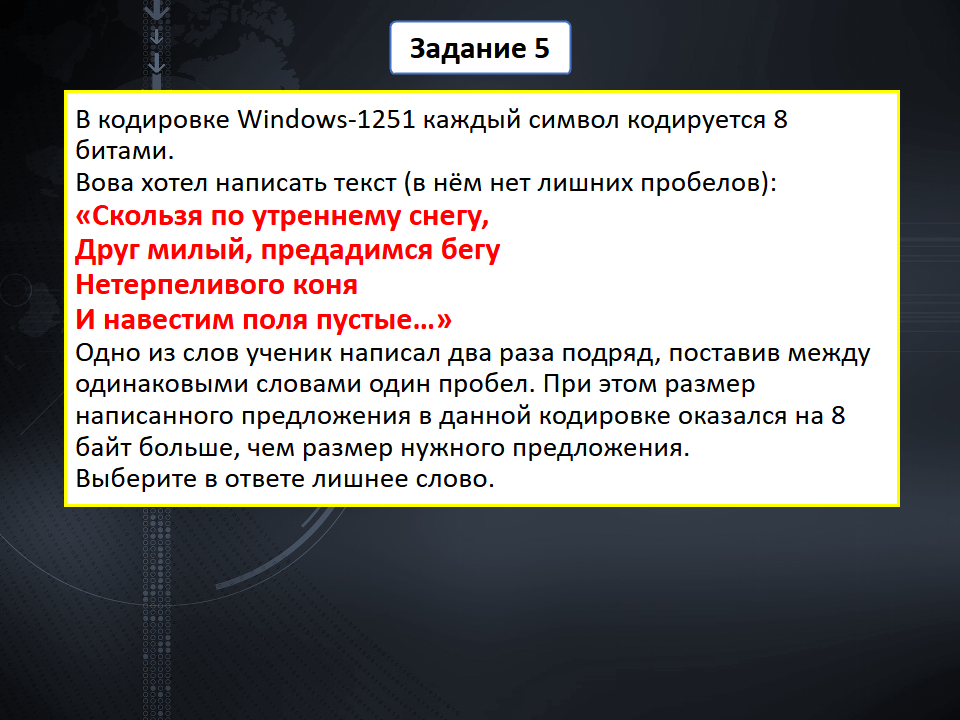 Задание 5
В кодировке Windows-1251 каждый символ кодируется 8
битами.
Вова хотел написать текст (в нём нет лишних пробелов):
«Скользя по утреннему снегу,
Друг милый, предадимся бегу
Нетерпеливого коня
И навестим поля пустые…»
Одно из слов ученик написал два раза подряд, поставив между
одинаковыми словами один пробел. При этом размер
написанного предложения в данной кодировке оказался на 8
байт больше, чем размер нужного предложения.
Выберите в ответе лишнее слово.